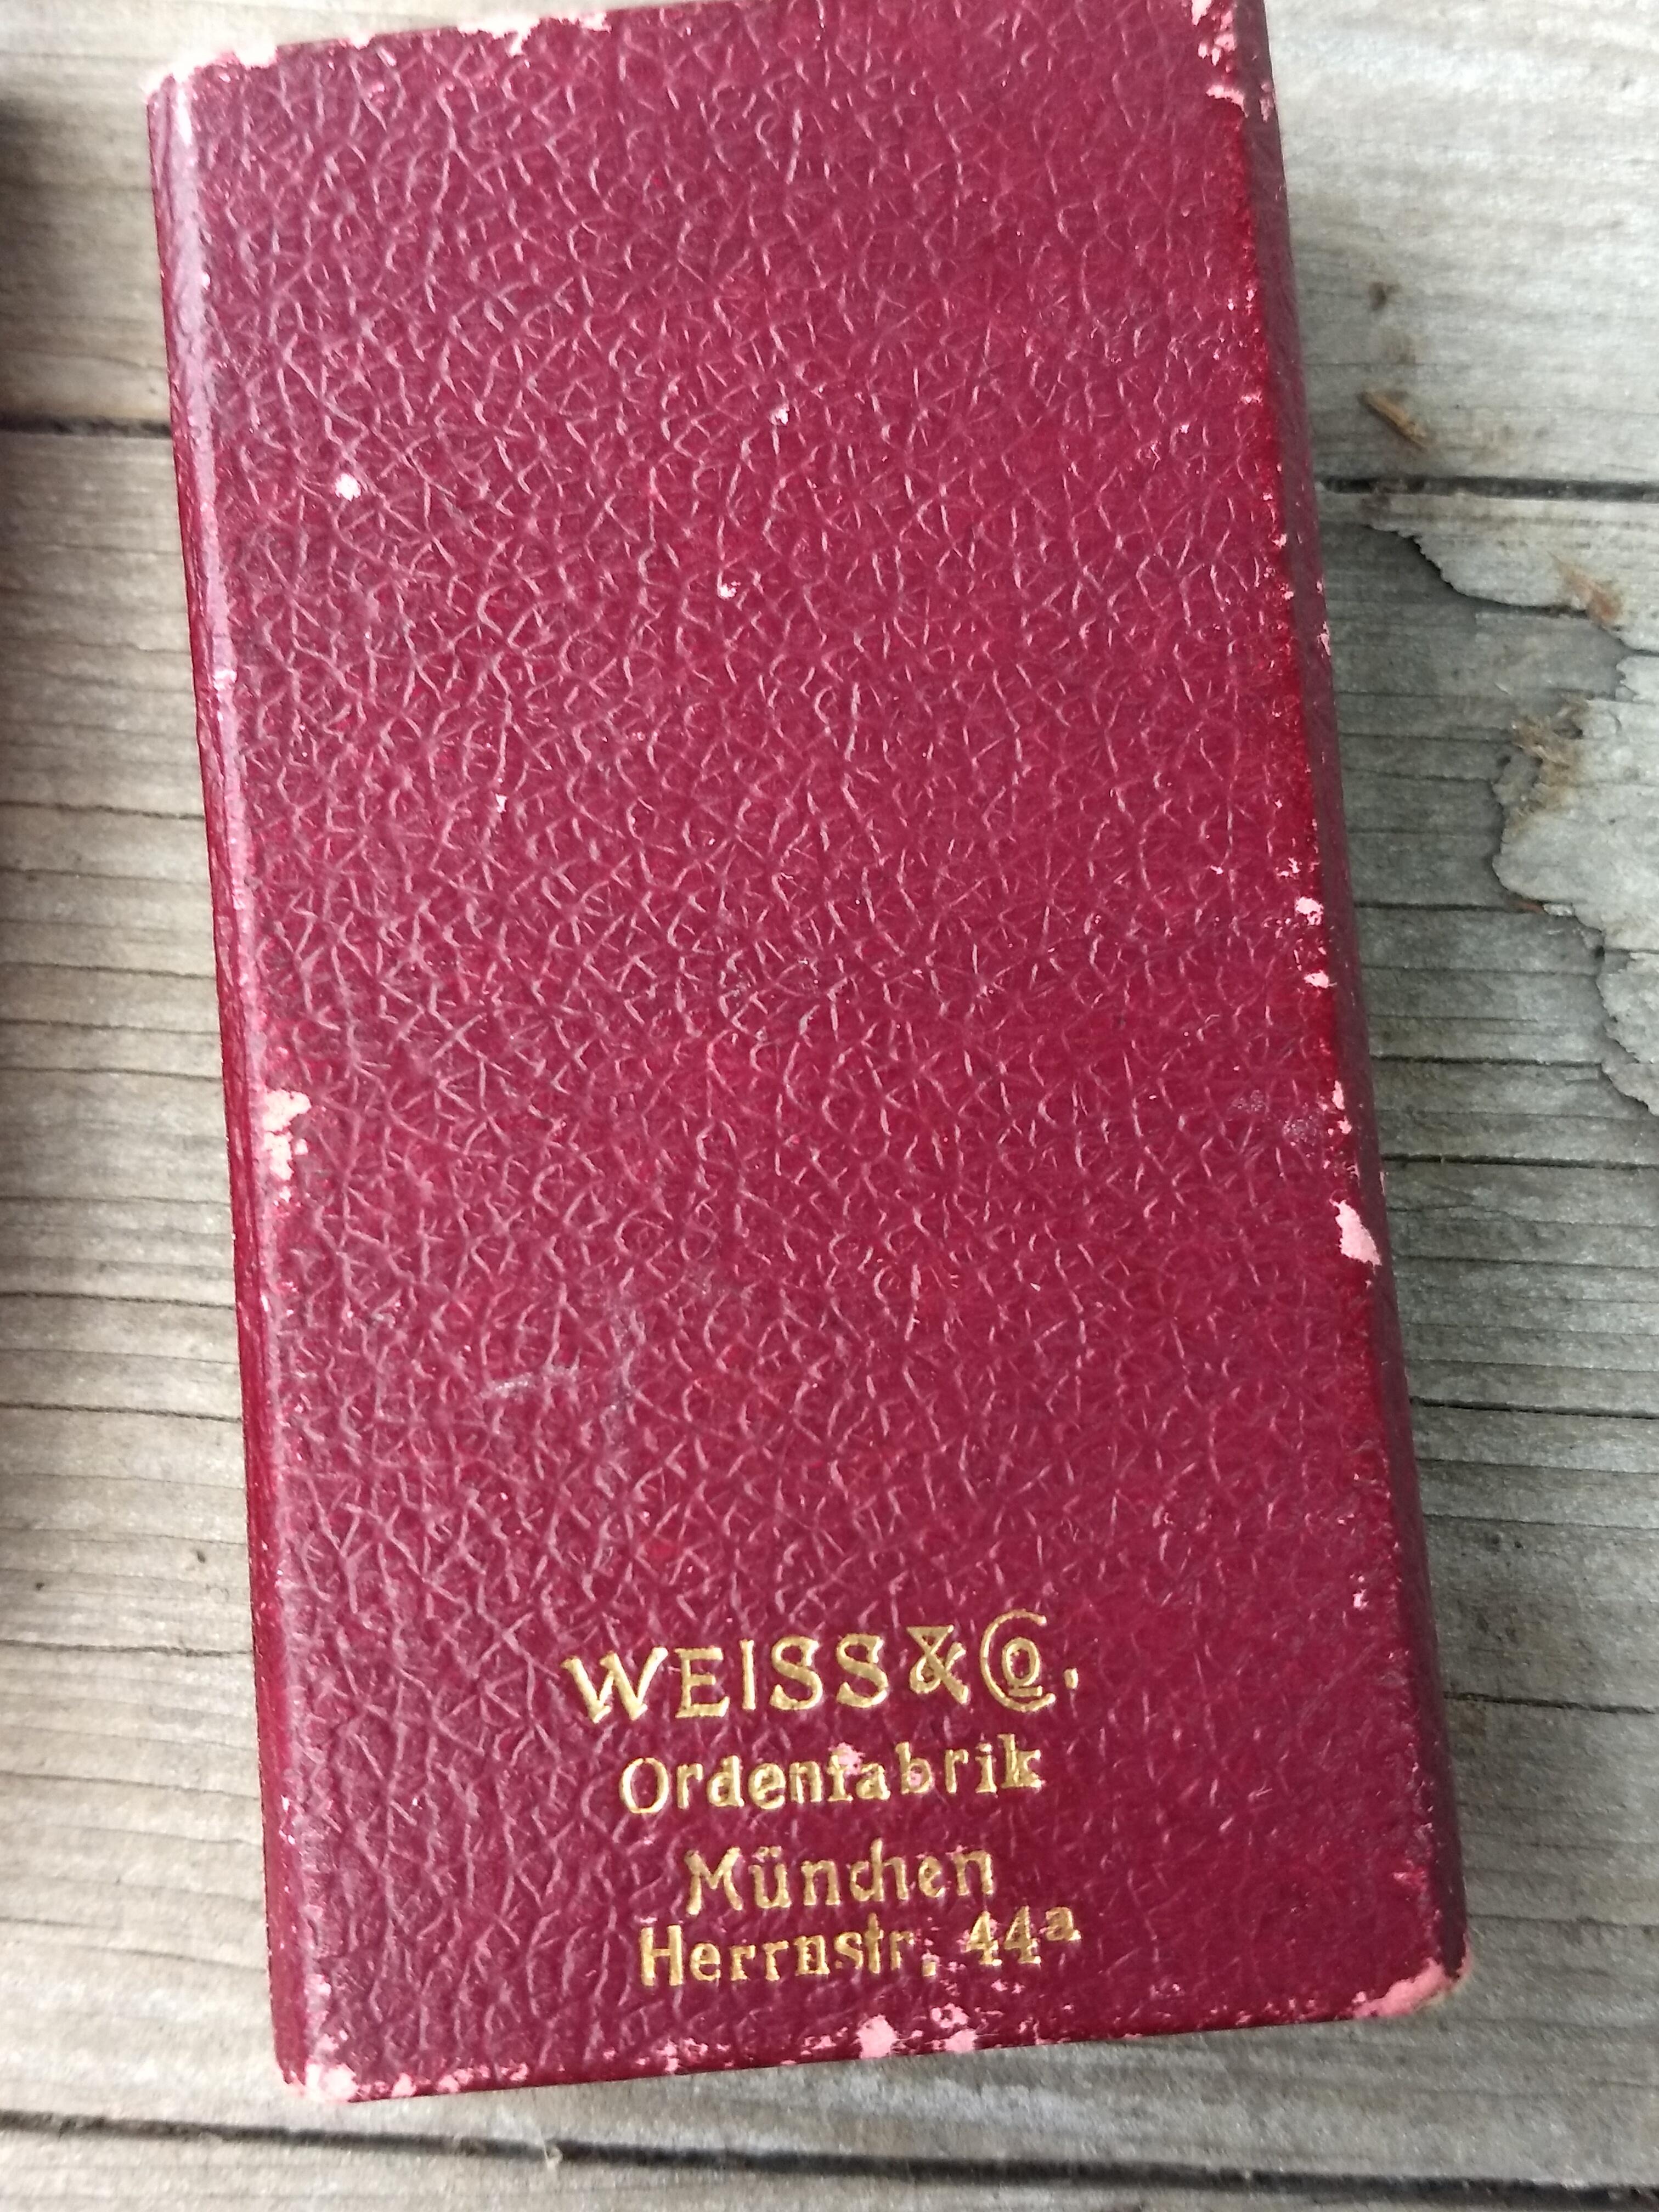 WEISS & Co.
Ordenfabrik
München
Herrnstr. 44a